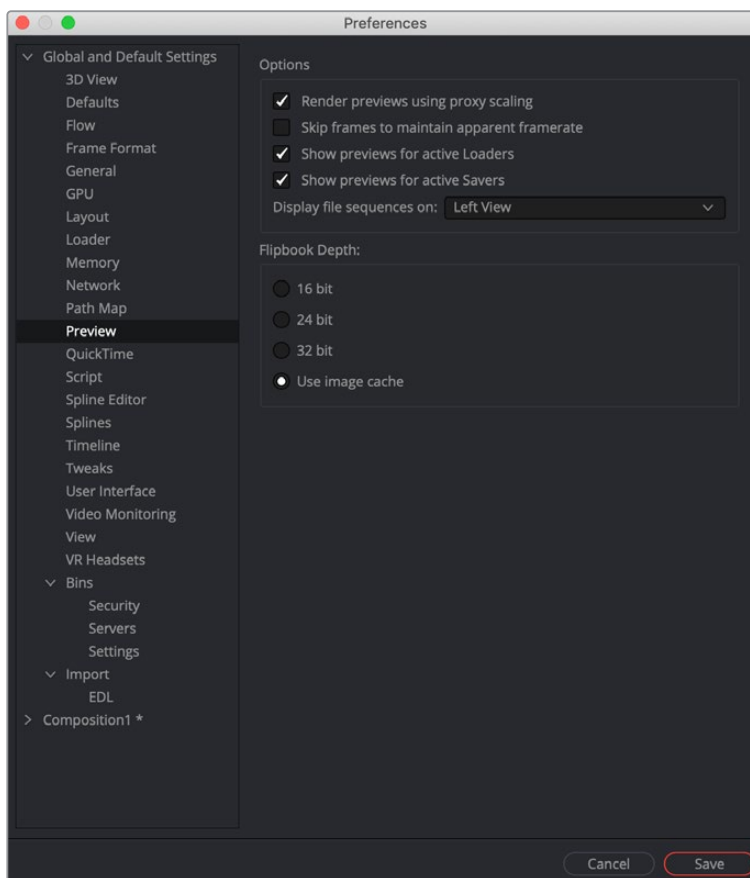 Preferences
Global and Default Settings
3D View
Defaults
Flow
Frame Format
General
GPU
Layout
Loader
Memory
Network
Path Map
Preview
QuickTime
Script
Spline Editor
Splines
Timeline
Tweaks
User Interface
Video Monitoring
View
VR Headsets
Bins
Security
Servers
Settings
Import
EDL
Composition1 *
Options
Render previews using proxy scaling
Skip frames to maintain apparent framerate
Show previews for active Loaders
Show previews for active Savers
Display file sequences on: Left View
Flipbook Depth:
16 bit
24 bit
32 bit
Use image cache
Cancel
Save